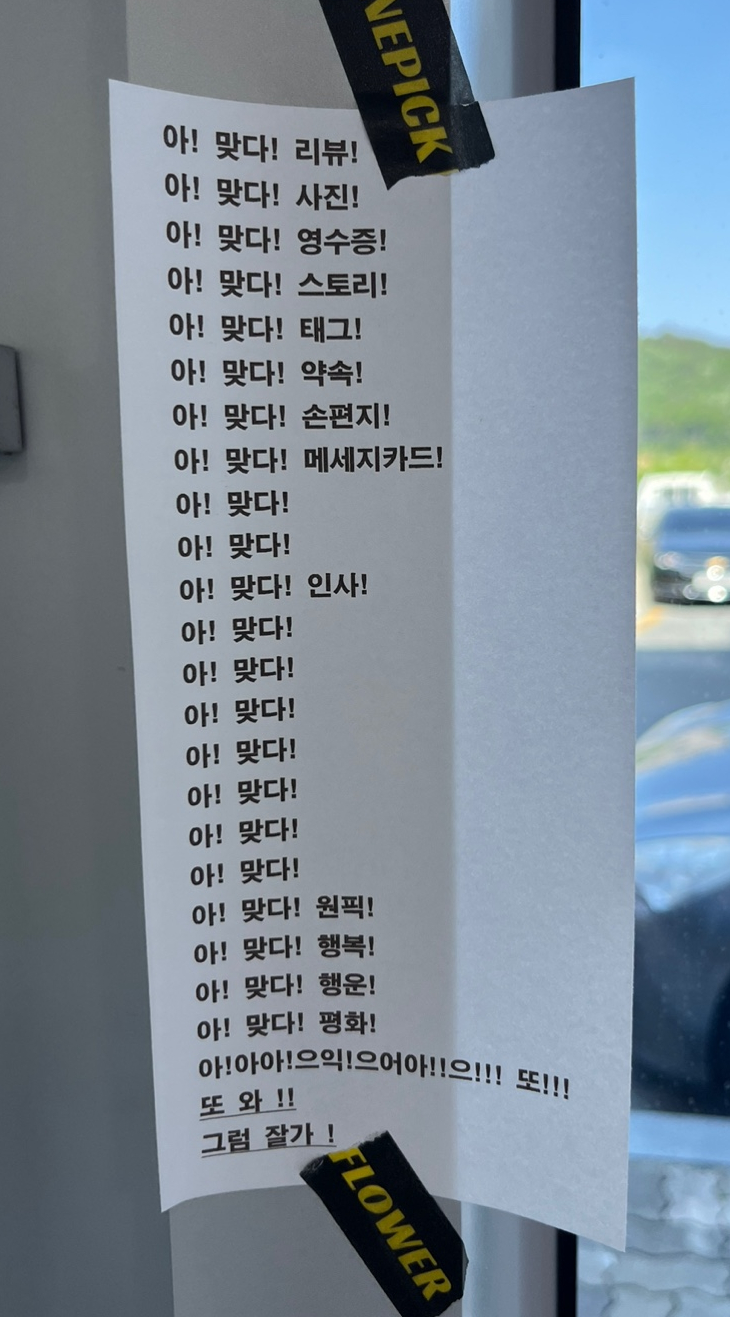 NEPICK
아! 맞다! 리뷰!
아! 맞다! 사진!
아! 맞다! 영수증!
아! 맞다! 스토리!
아! 맞다! 태그!
아! 맞다! 약속!
아! 맞다! 손편지!
아! 맞다! 메세지카드!
아! 맞다!
아! 맞다!
아! 맞다! 인사!
아! 맞다!
아! 맞다!
아! 맞다!
아! 맞다!
아! 맞다!
아! 맞다!
아! 맞다!
아! 맞다! 원픽!
아! 맞다! 행복!
아! 맞다! 행운!
아! 맞다! 평화!
아!아아!으익!으어아!!으!!! 또!!!
또 와 !!
그럼 잘가 !
FLOWER